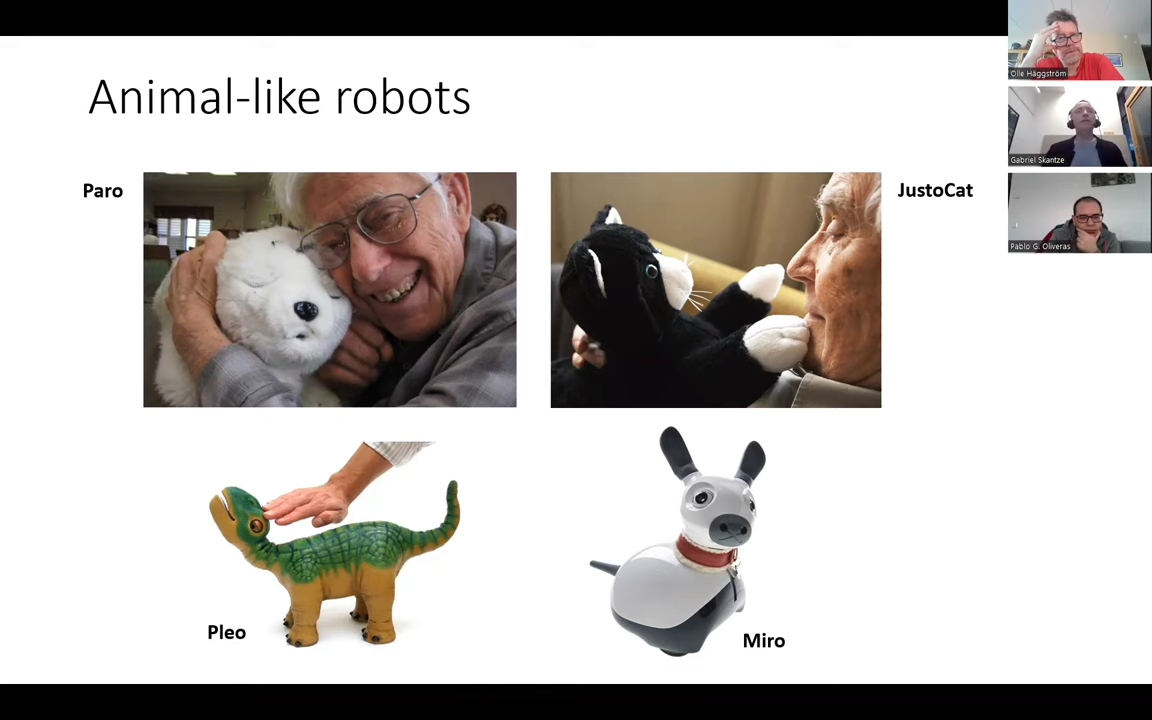 Animal-like robots
Paro
JustoCat
Pleo
Miro
Olle Häggström
Gabriel Skantze
Pablo G. Oliveras